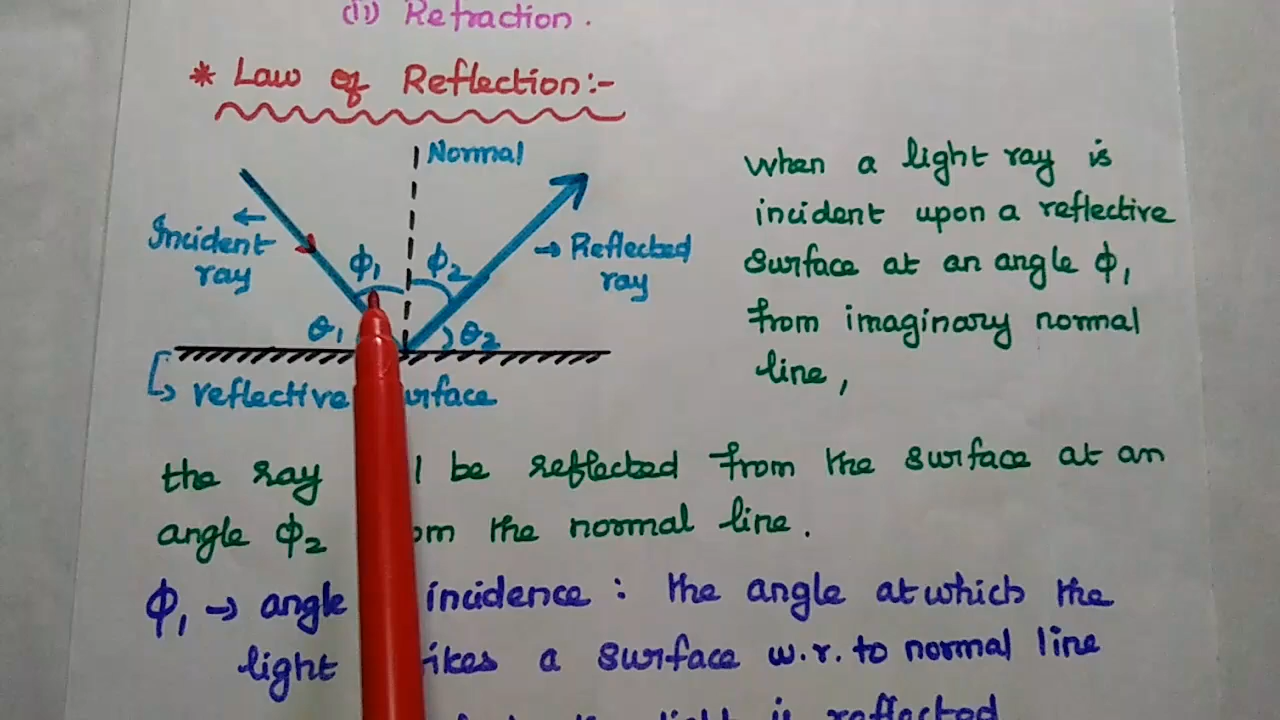 (ii) Refraction.
* Law of Reflection:-
Normal
Incident ray
Reflected ray
ϕ1
ϕ2
θ1
θ2
reflective
When a light ray is
incident upon a reflective
surface at an angle ϕ1
from imaginary normal
line,
the ray be reflected from the surface at an
angle ϕ2 the normal line.
ϕ1 → angle incidence : the angle at which the
light a surface w.r. to normal line
light is reflected